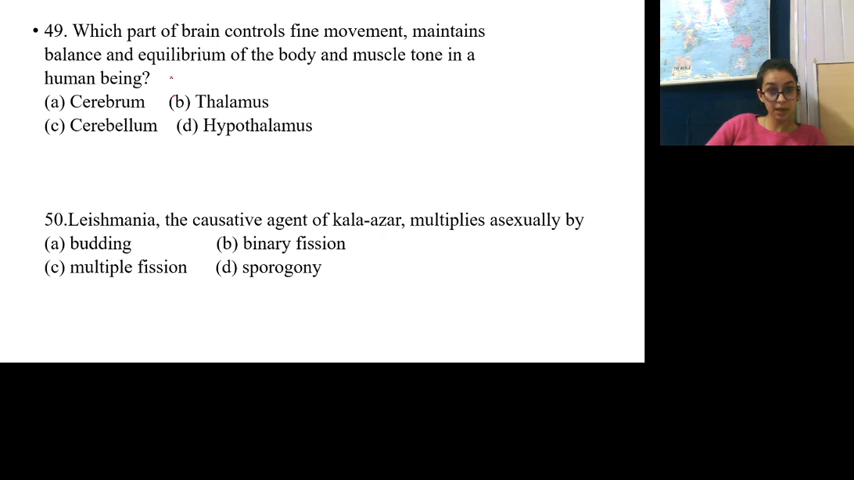 • 49. Which part of brain controls fine movement, maintains
balance and equilibrium of the body and muscle tone in a
human being?
(a) Cerebrum (b) Thalamus
(c) Cerebellum (d) Hypothalamus
50.Leishmania, the causative agent of kala-azar, multiplies asexually by
(a) budding (b) binary fission
(c) multiple fission (d) sporogony